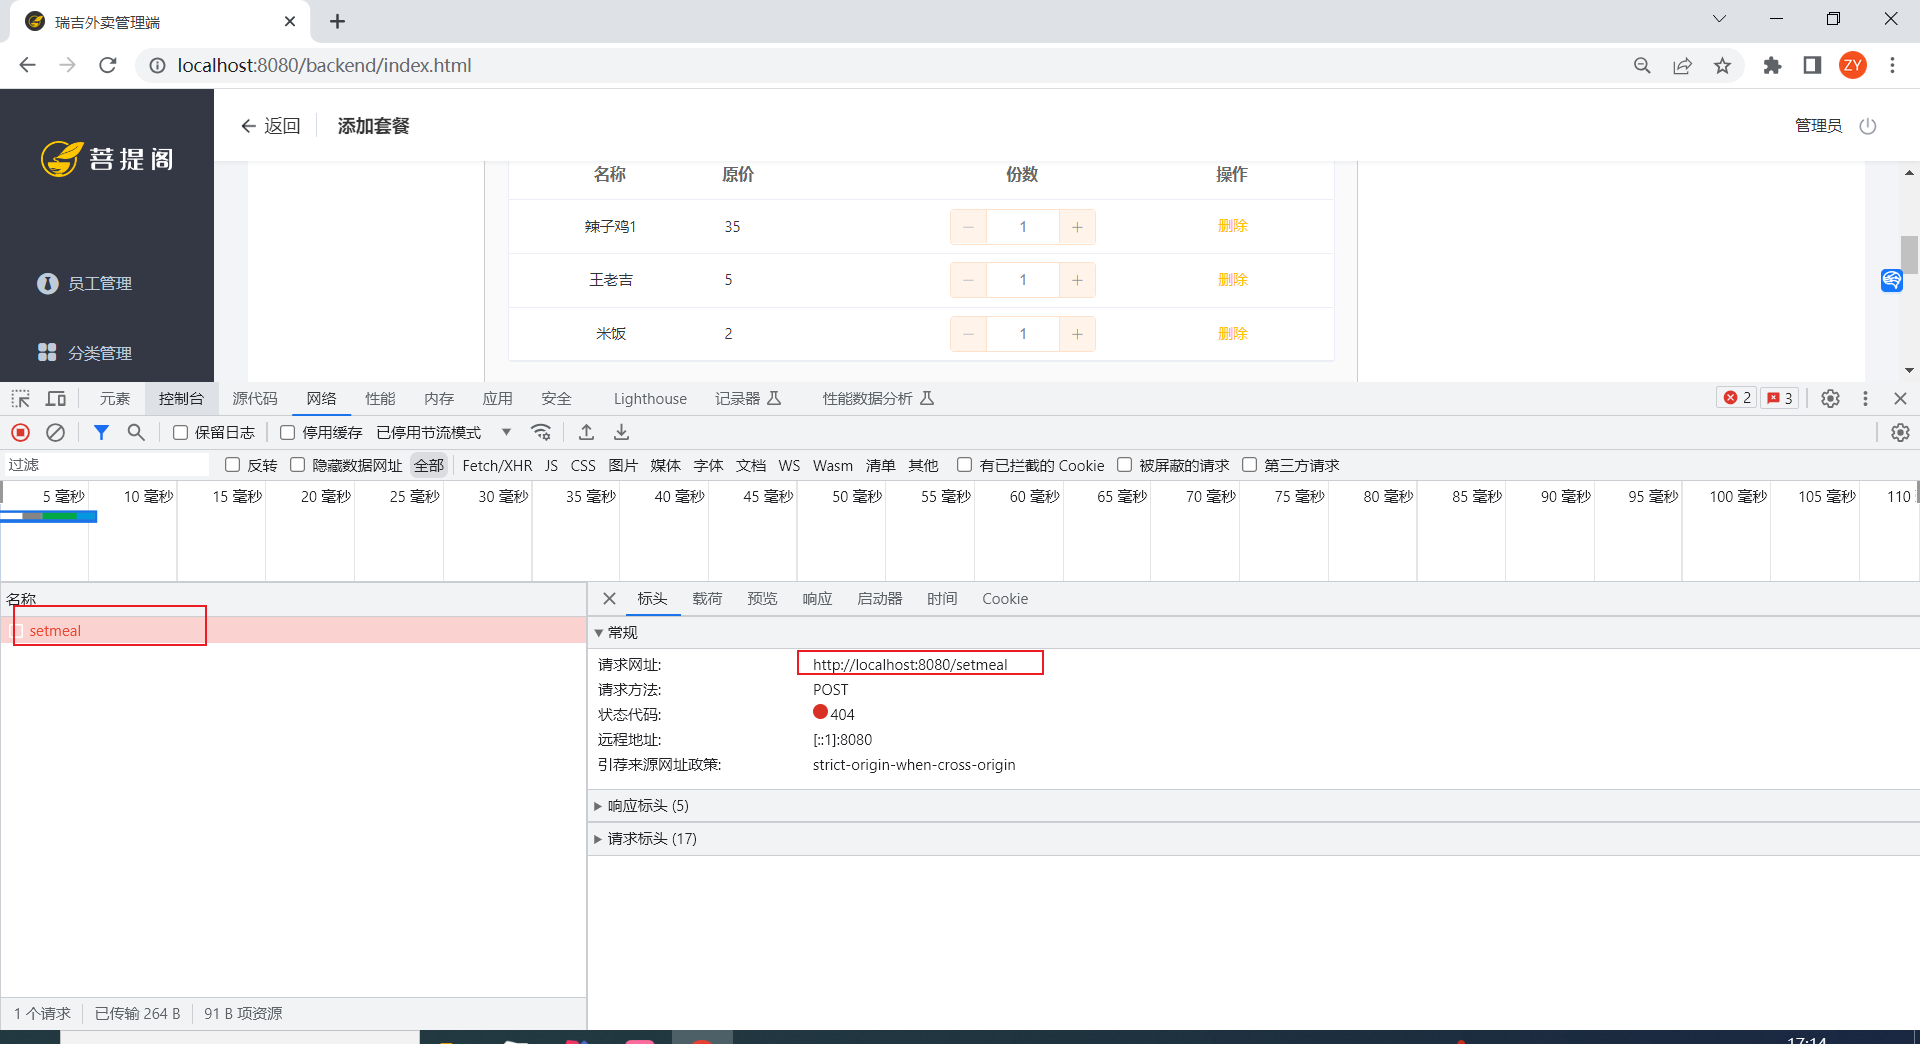 瑞吉外卖管理端
localhost:8080/backend/index.html
ZY
菩提阁
返回 添加套餐
管理员
名称 原价 份数 操作
辣子鸡1 35 1 删除
王老吉 5 1 删除
米饭 2 1 删除
员工管理
分类管理
元素 控制台 源代码 网络 性能 内存 应用 安全 Lighthouse 记录器 性能数据分析 2 3
保留日志 停用缓存 已停用节流模式
过滤 反转 隐藏数据网址 全部 Fetch/XHR JS CSS 图片 媒体 字体 文档 WS Wasm 清单 其他 有已拦截的 Cookie 被屏蔽的请求 第三方请求
5 毫秒 10 毫秒 15 毫秒 20 毫秒 25 毫秒 30 毫秒 35 毫秒 40 毫秒 45 毫秒 50 毫秒 55 毫秒 60 毫秒 65 毫秒 70 毫秒 75 毫秒 80 毫秒 85 毫秒 90 毫秒 95 毫秒 100 毫秒 105 毫秒 110
名称
setmeal
标头 载荷 预览 响应 启动器 时间 Cookie
常规
请求网址: http://localhost:8080/setmeal
请求方法: POST
状态代码: 404
远程地址: [::1]:8080
引荐来源网址政策: strict-origin-when-cross-origin
响应标头 (5)
请求标头 (17)
1 个请求 已传输 264 B 91 B 项资源
17:14